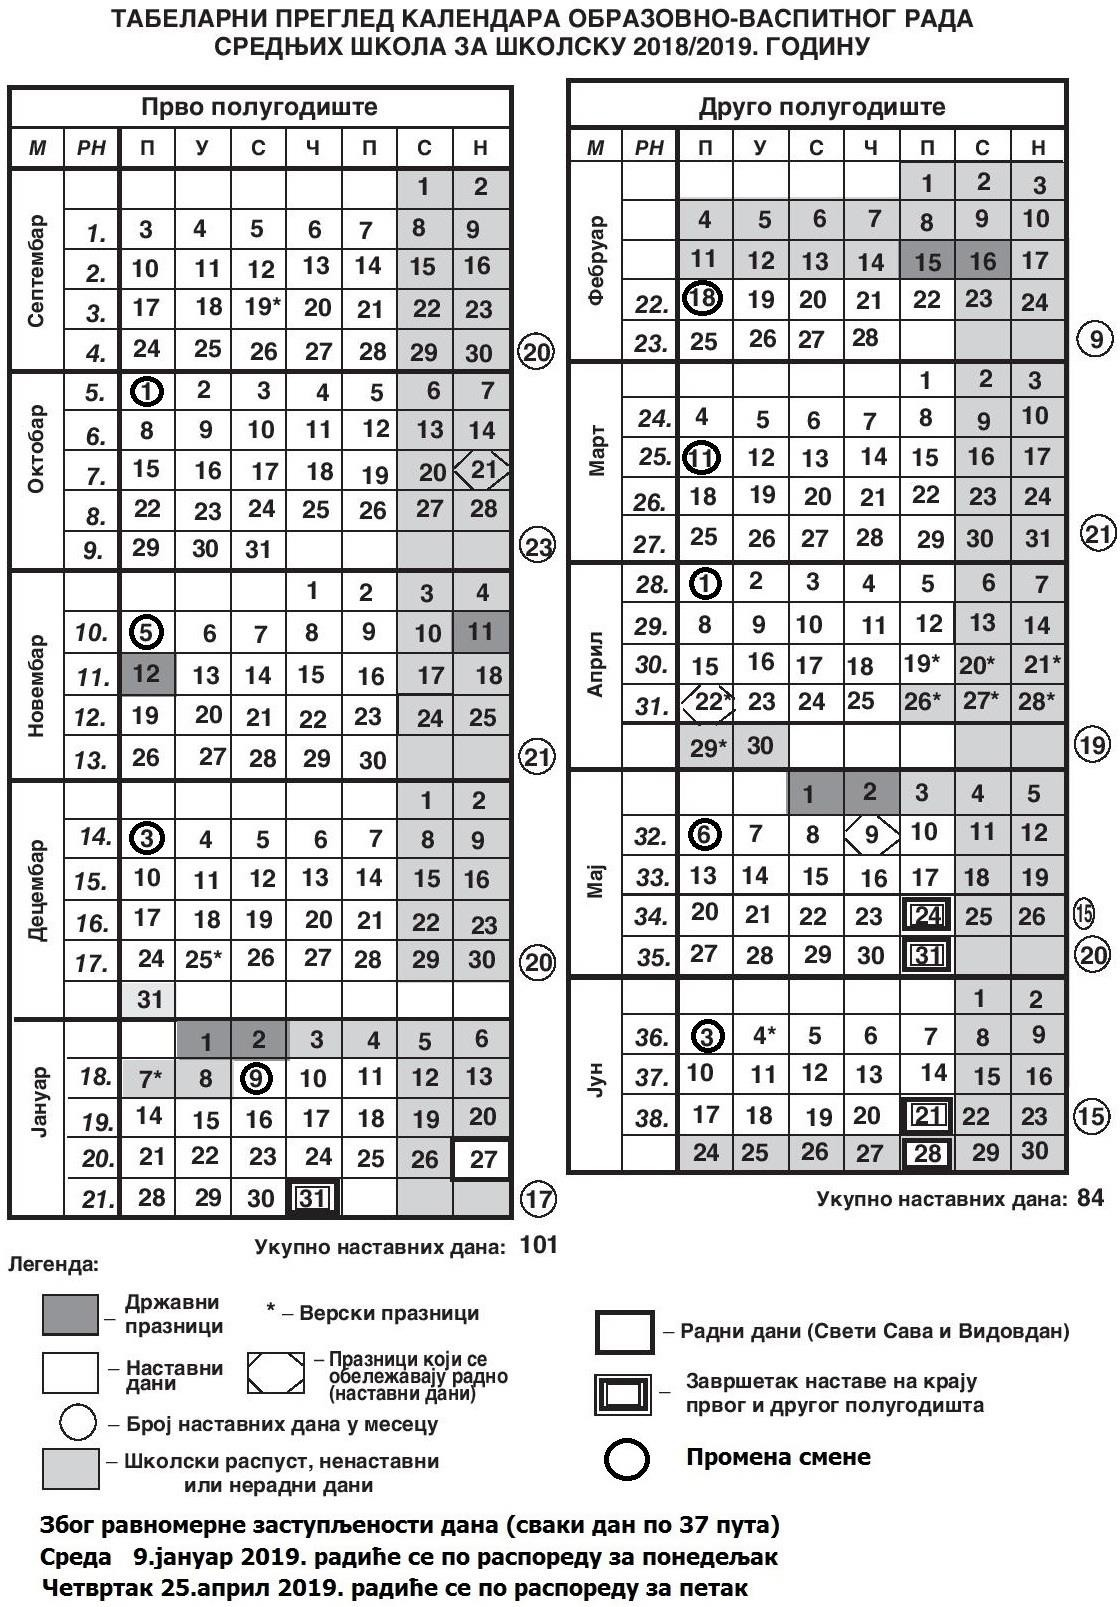 ТАБЕЛАРНИ ПРЕГЛЕД КАЛЕНДАРА ОБРАЗОВНО-ВАСПИТНОГ РАДА
СРЕДЊИХ ШКОЛА ЗА ШКОЛСКУ 2018/2019. ГОДИНУ
Прво полугодиште
М РН П У С Ч П С Н
Септембар
1 2
1. 3 4 5 6 7 8 9
2. 10 11 12 13 14 15 16
3. 17 18 19* 20 21 22 23
4. 24 25 26 27 28 29 30 20
Октобар
5. 1 2 3 4 5 6 7
6. 8 9 10 11 12 13 14
7. 15 16 17 18 19 20 21
8. 22 23 24 25 26 27 28
9. 29 30 31 23
Новембар
1 2 3 4
10. 5 6 7 8 9 10 11
11. 12 13 14 15 16 17 18
12. 19 20 21 22 23 24 25
13. 26 27 28 29 30 21
Децембар
1 2
14. 3 4 5 6 7 8 9
15. 10 11 12 13 14 15 16
16. 17 18 19 20 21 22 23
17. 24 25* 26 27 28 29 30 20
31
Јануар
1 2 3 4 5 6
18. 7* 8 9 10 11 12 13
19. 14 15 16 17 18 19 20
20. 21 22 23 24 25 26 27
21. 28 29 30 31 17
Укупно наставних дана: 101
Друго полугодиште
М РН П У С Ч П С Н
Фебруар
1 2 3
4 5 6 7 8 9 10
11 12 13 14 15 16 17
22. 18 19 20 21 22 23 24
23. 25 26 27 28 9
Март
1 2 3
24. 4 5 6 7 8 9 10
25. 11 12 13 14 15 16 17
26. 18 19 20 21 22 23 24
27. 25 26 27 28 29 30 31 21
Април
28. 1 2 3 4 5 6 7
29. 8 9 10 11 12 13 14
30. 15 16 17 18 19* 20* 21*
31. 22* 23 24 25 26* 27* 28*
29* 30 19
Мај
1 2 3 4 5
32. 6 7 8 9 10 11 12
33. 13 14 15 16 17 18 19
34. 20 21 22 23 24 25 26 15
35. 27 28 29 30 31 20
Јун
1 2
36. 3 4* 5 6 7 8 9
37. 10 11 12 13 14 15 16
38. 17 18 19 20 21 22 23 15
24 25 26 27 28 29 30
Укупно наставних дана: 84
Легенда:
– Државни
празници
* – Верски празници
– Наставни
дани
– Празници који се
обележавају радно
(наставни дани)
– Број наставних дана у месецу
– Школски распуст, ненаставни
или нерадни дани
– Радни дани (Свети Сава и Видовдан)
– Завршетак наставе на крају
првог и другог полугодишта
Промена смене
Због равномерне заступљености дана (сваки дан по 37 пута)
Среда 9.јануар 2019. радиће се по распореду за понедељак
Четвртак 25.април 2019. радиће се по распореду за петак